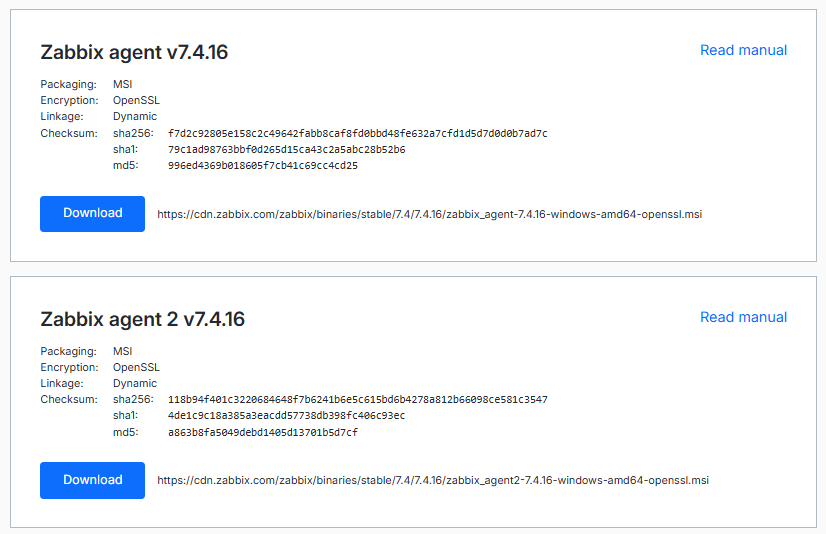 Zabbix agent v7.4.16
Read manual
Packaging: MSI
Encryption: OpenSSL
Linkage: Dynamic
Checksum: sha256: f7d2c92805e158c2c49642fabb8caf8fd0bbd48fe632a7cfd1d5d7d0d0b7ad7c
sha1: 79c1ad98763bbf0d265d15ca43c2a5abc28b52b6
md5: 996ed4369b018605f7cb41c69cc4cd25
Download https://cdn.zabbix.com/zabbix/binaries/stable/7.4/7.4.16/zabbix_agent-7.4.16-windows-amd64-openssl.msi
Zabbix agent 2 v7.4.16
Read manual
Packaging: MSI
Encryption: OpenSSL
Linkage: Dynamic
Checksum: sha256: 118b94f401c3220684648f7b6241b6e5c615bd6b4278a812b66098ce581c3547
sha1: 4de1c9c18a385a3eacdd57738db398fc406c93ec
md5: a863b8fa5049debd1405d13701b5d7cf
Download https://cdn.zabbix.com/zabbix/binaries/stable/7.4/7.4.16/zabbix_agent2-7.4.16-windows-amd64-openssl.msi